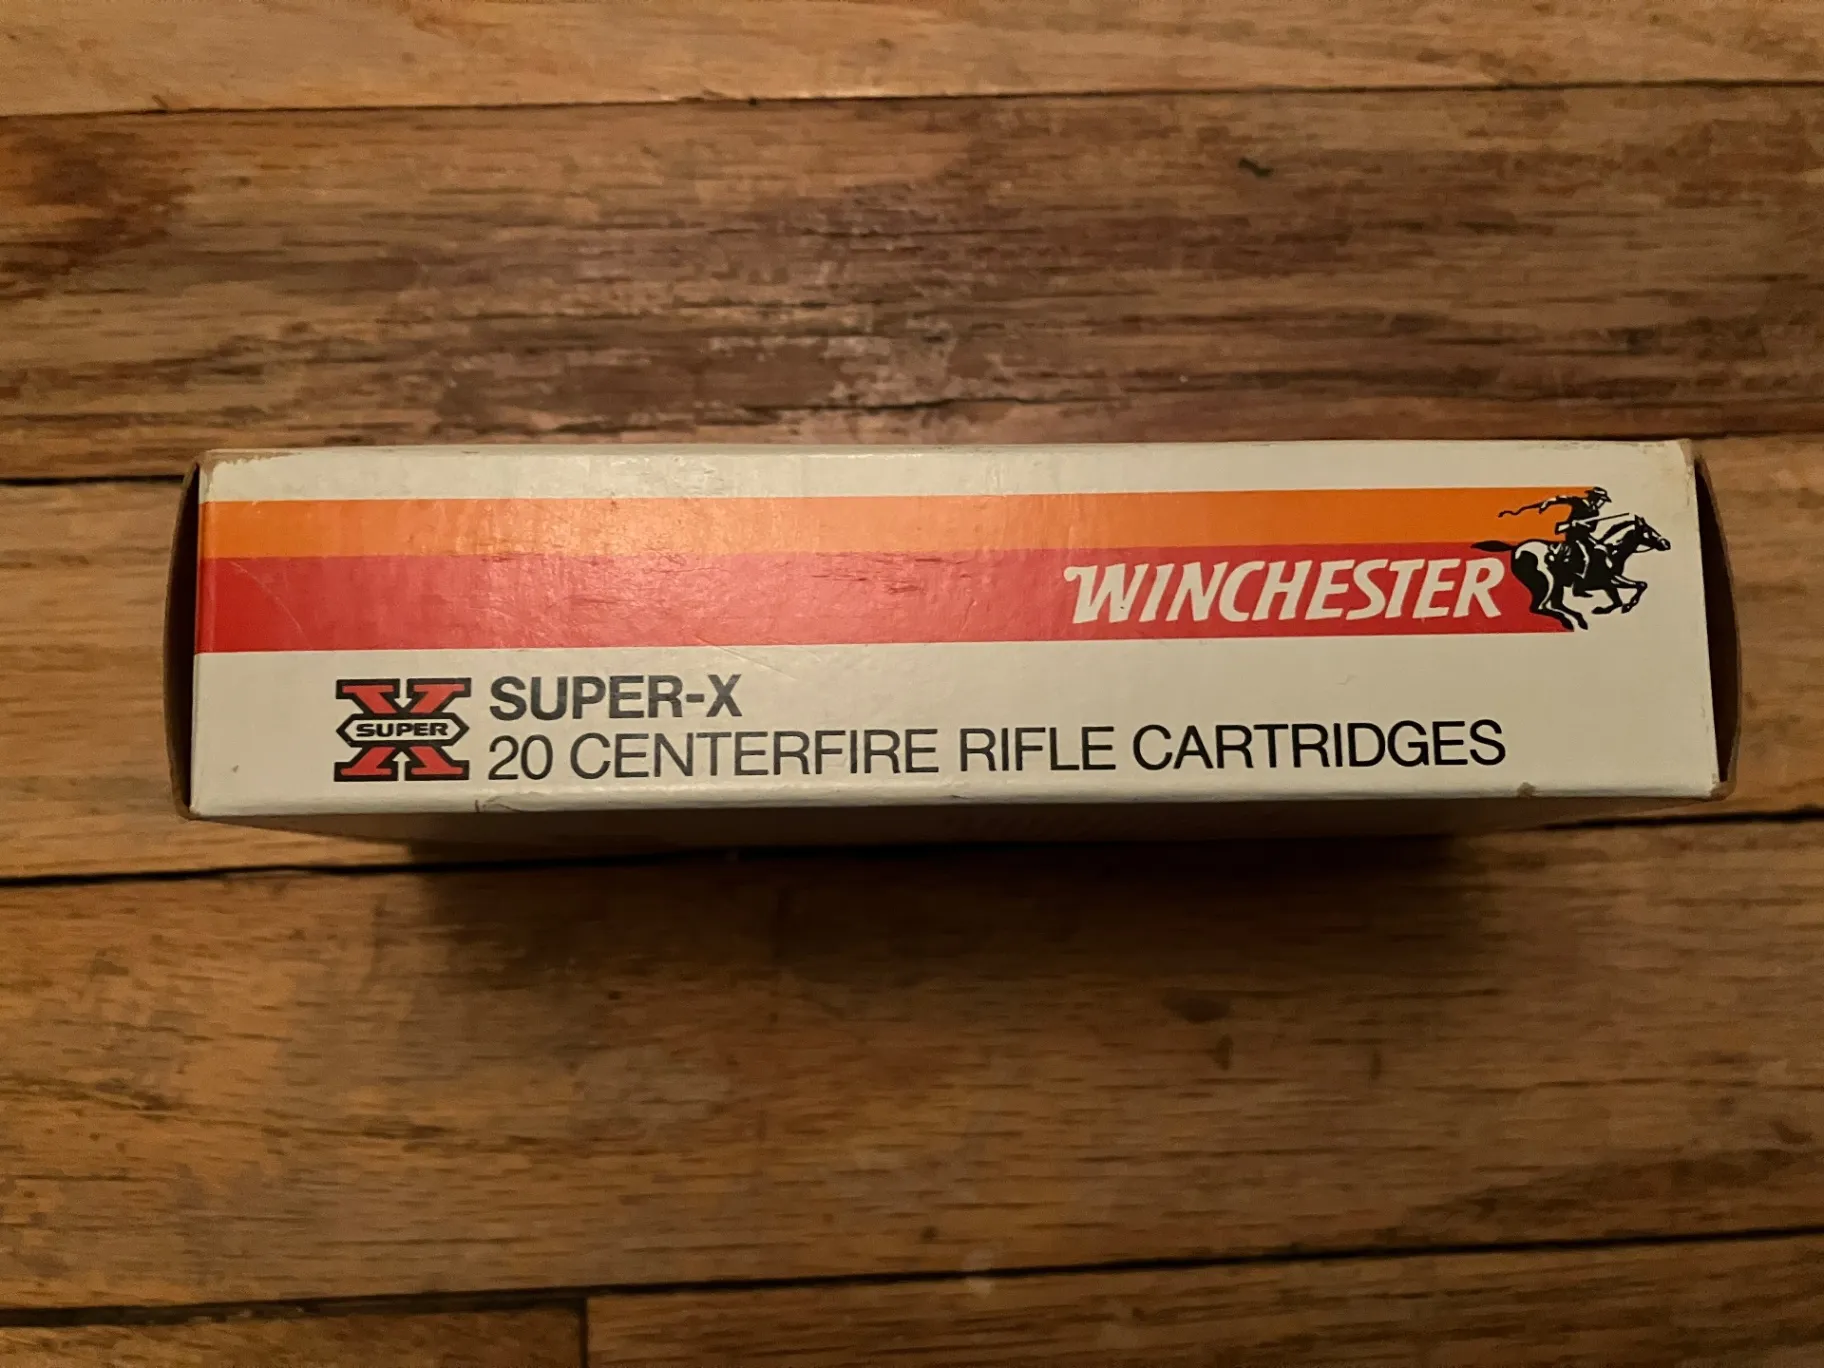 WINCHESTER
SUPER
SUPER-X
20 CENTERFIRE RIFLE CARTRIDGES